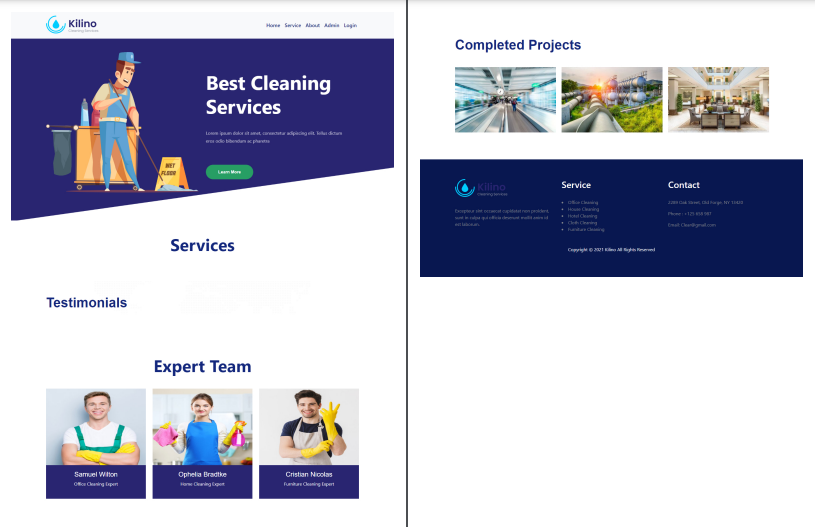 Kilino
Cleaning Services
Home Service About Admin Login
Best Cleaning
Services
Lorem ipsum dolor sit amet, consectetur adipiscing elit. Tellus dictum
arcu odio bibendum ac pharetra
Learn More
WET
FLOOR
Services
Testimonials
Expert Team
Samuel Wilton
Office Cleaning Expert
Ophelia Bradtke
Home Cleaning Expert
Cristian Nicolas
Furniture Cleaning Expert
Completed Projects
Kilino
Cleaning Services
Excepteur sint occaecat cupidatat non proident,
sunt in culpa qui officia deserunt mollit anim id
est laborum.
Service
Office Cleaning
House Cleaning
Hotel Cleaning
Cloth Cleaning
Furniture Cleaning
Contact
Oak Street, Old Forge, NY 13420
Phone : +125 650 987
Email: Clean@gmail.com
Copyright © 2021 Kilino All Rights Reserved